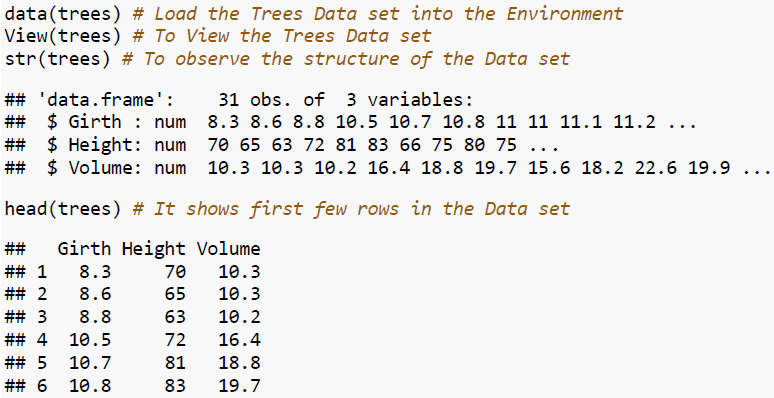 data(trees) # Load the Trees Data set into the Environment
View(trees) # To View the Trees Data set
str(trees) # To observe the structure of the Data set
## 'data.frame':    31 obs. of  3 variables:
##  $ Girth : num  8.3 8.6 8.8 10.5 10.7 10.8 11 11 11.1 11.2 ...
##  $ Height: num  70 65 63 72 81 83 66 75 80 75 ...
##  $ Volume: num  10.3 10.3 10.2 16.4 18.8 19.7 15.6 18.2 22.6 19.9 ...
head(trees) # It shows first few rows in the Data set
##   Girth Height Volume
## 1   8.3     70   10.3
## 2   8.6     65   10.3
## 3   8.8     63   10.2
## 4  10.5     72   16.4
## 5  10.7     81   18.8
## 6  10.8     83   19.7